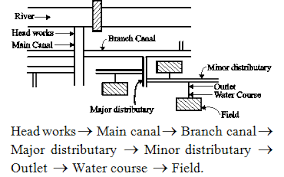 River
Head works
Main Canal
Branch Canal
Minor distributary
Outlet
Water Course
Major distributary
Field
Head works → Main canal → Branch canal →
Major distributary → Minor distributary →
Outlet → Water course → Field.